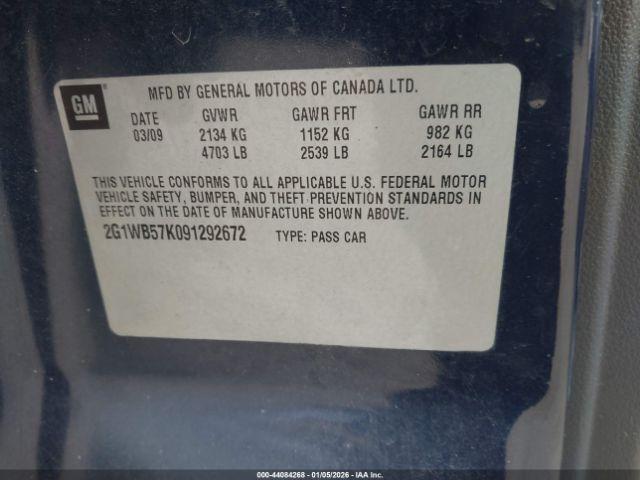 GM
MFD BY GENERAL MOTORS OF CANADA LTD.
DATE GVWR GAWR FRT GAWR RR
03/09 2134 KG 1152 KG 982 KG
4703 LB 2539 LB 2164 LB
THIS VEHICLE CONFORMS TO ALL APPLICABLE U.S. FEDERAL MOTOR
VEHICLE SAFETY, BUMPER, AND THEFT PREVENTION STANDARDS IN
EFFECT ON THE DATE OF MANUFACTURE SHOWN ABOVE.
2G1WB57K091292672 TYPE: PASS CAR
000-44084268 - 01/05/2026 - IAA Inc.